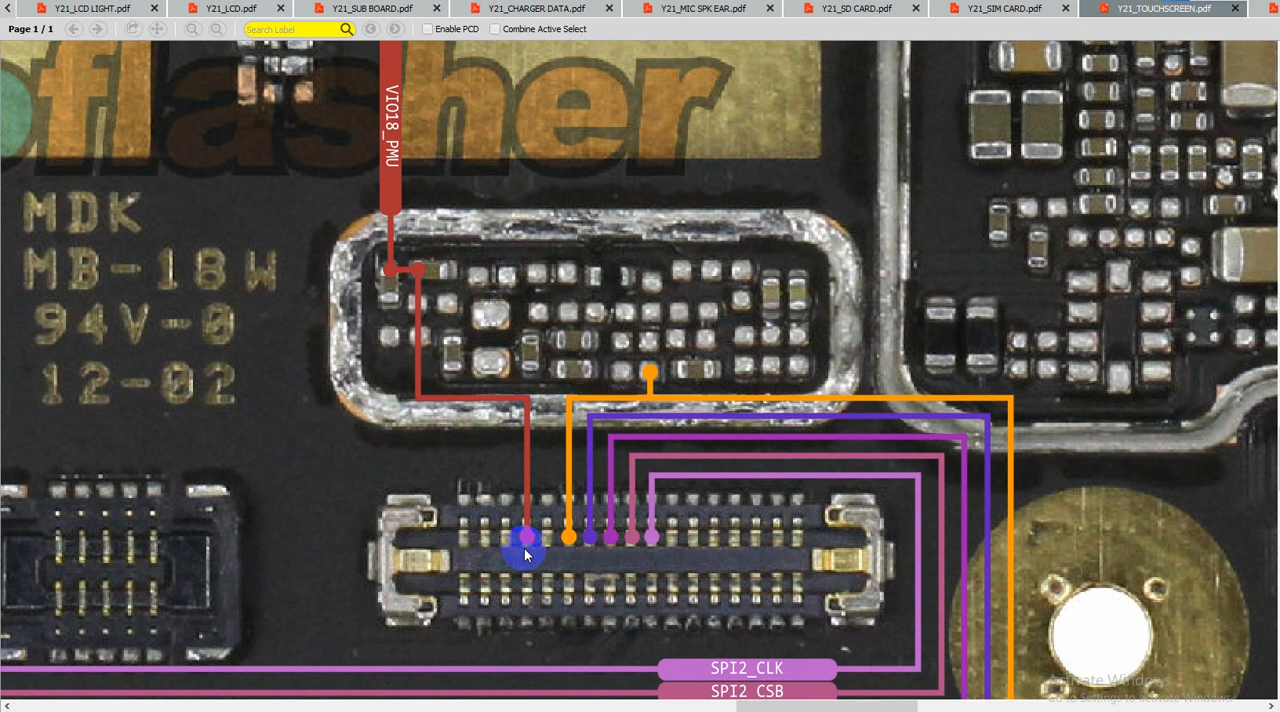 Y21_LCD LIGHT.pdf
Y21_LCD.pdf
Y21_SUB BOARD.pdf
Y21_CHARGER DATA.pdf
Y21_MIC SPK EAR.pdf
Y21_SD CARD.pdf
Y21_SIM CARD.pdf
Y21_TOUCHSCREEN.pdf
Page 1 / 1
Search Label
Enable PCD
Combine Active Select
flasher
VIO18_PMU
MDK
MB-18W
94V-0
12-02
SPI2_CLK
SPI2_CSB
Activate Windows
Go to Settings to activate Windows.